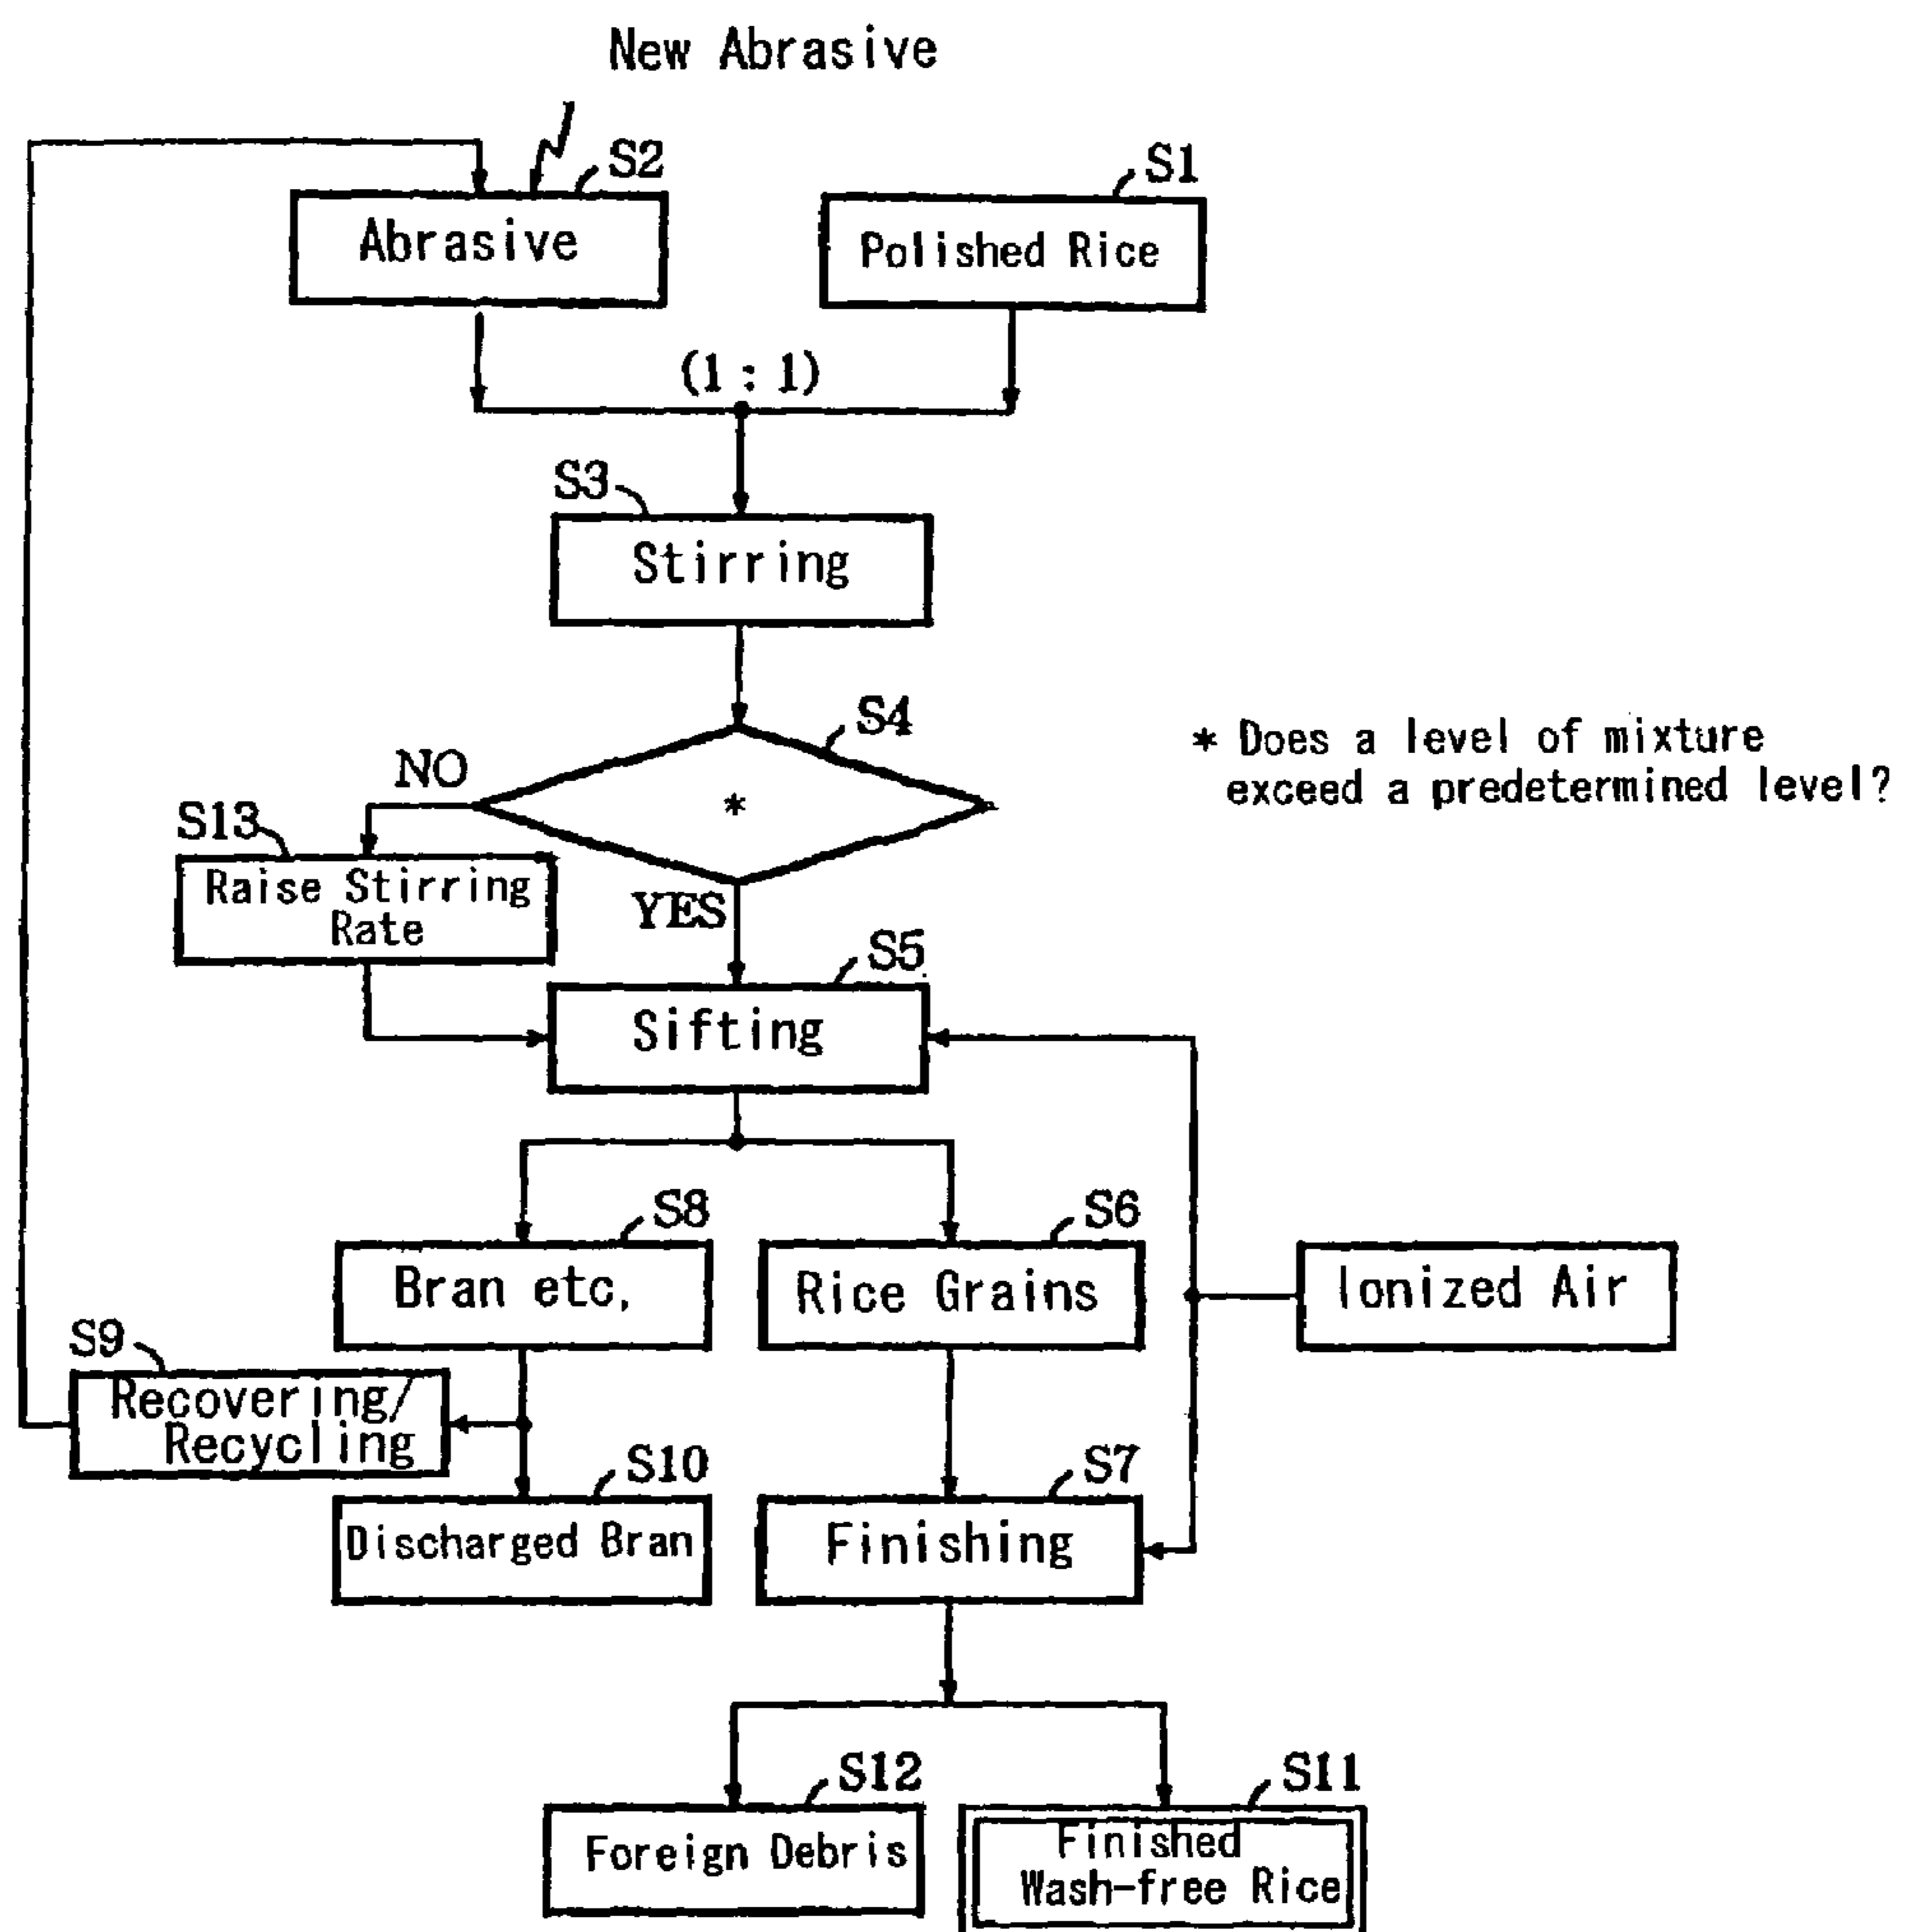 New Abrasive
S2
S1
Abrasive
Polished Rice
(1 : 1)
S3
Stirring
S4
NO
*
* Does a level of mixture
exceed a predetermined level?
S13
Raise Stirring
Rate
YES
S5
Sifting
S8
S6
Bran etc.
Rice Grains
Ionized Air
S9
Recovering/
Recycling
S10
S7
Discharged Bran
Finishing
S12
S11
Foreign Debris
Finished
Wash-free Rice